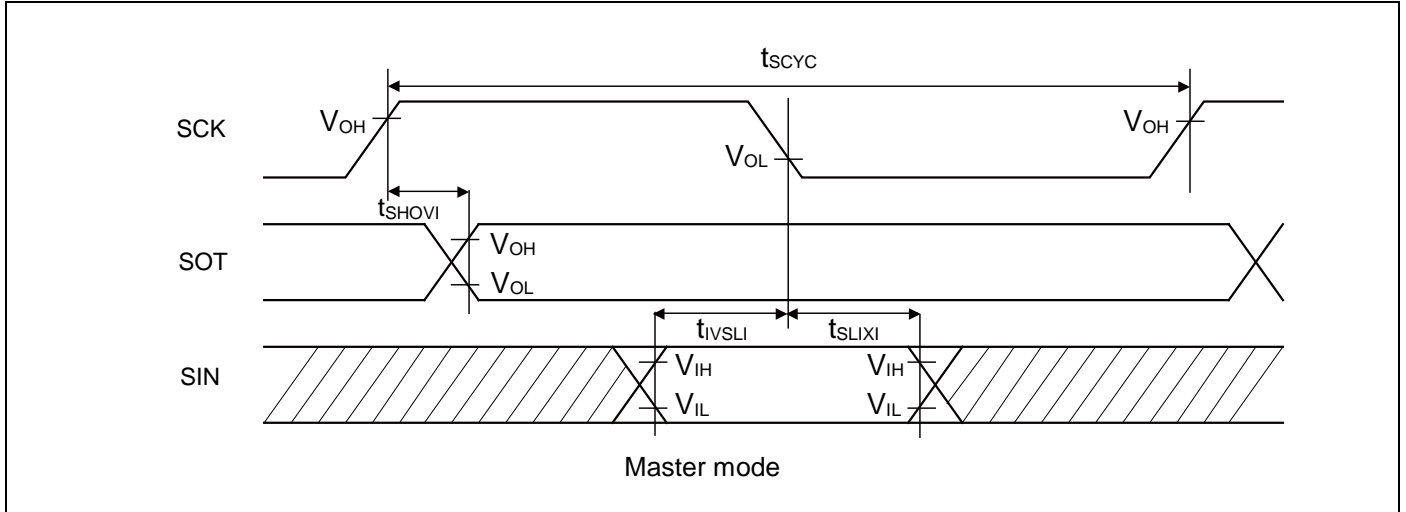 tSCYC
SCK
VOH
VOH
VOL
tSHOVI
SOT
VOH
VOL
tIVSLI
tSLIXI
SIN
VIH
VIH
VIL
VIL
Master mode